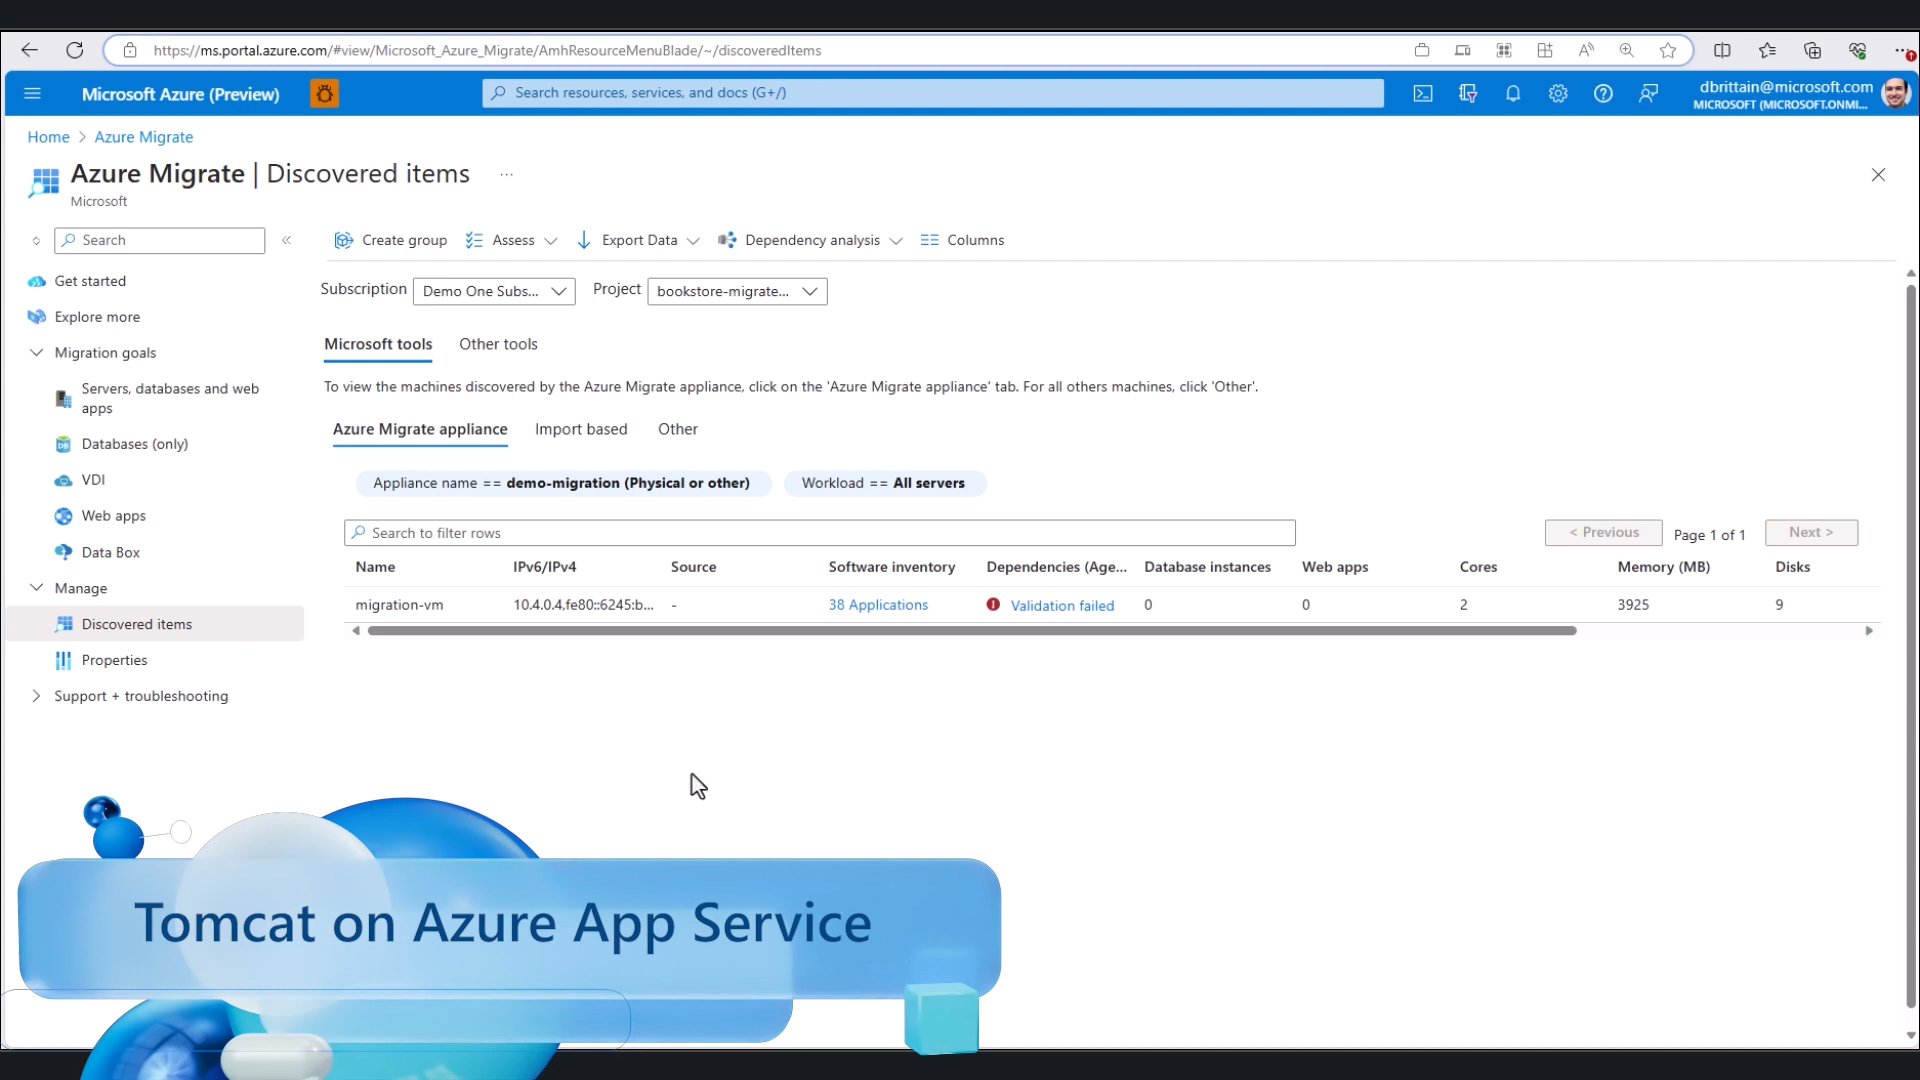 https://ms.portal.azure.com/#view/Microsoft_Azure_Migrate/AmhResourceMenuBlade/~/discoveredItems
Microsoft Azure (Preview)
Search resources, services, and docs (G+/)
dbrittain@microsoft.com
MICROSOFT (MICROSOFT.ONMI...
Home > Azure Migrate
Azure Migrate | Discovered items ...
Microsoft
Search
Create group
Assess
Export Data
Dependency analysis
Columns
Get started
Explore more
Migration goals
Servers, databases and web
apps
Databases (only)
VDI
Web apps
Data Box
Manage
Discovered items
Properties
Support + troubleshooting
Subscription Demo One Subs... Project bookstore-migrate...
Microsoft tools Other tools
To view the machines discovered by the Azure Migrate appliance, click on the 'Azure Migrate appliance' tab. For all others machines, click 'Other'.
Azure Migrate appliance Import based Other
Appliance name == demo-migration (Physical or other) Workload == All servers
Search to filter rows
< Previous Page 1 of 1 Next >
Name IPv6/IPv4 Source Software inventory Dependencies (Age... Database instances Web apps Cores Memory (MB) Disks
migration-vm 10.4.0.4,fe80::6245:b... - 38 Applications Validation failed 0 0 2 3925 9
Tomcat on Azure App Service